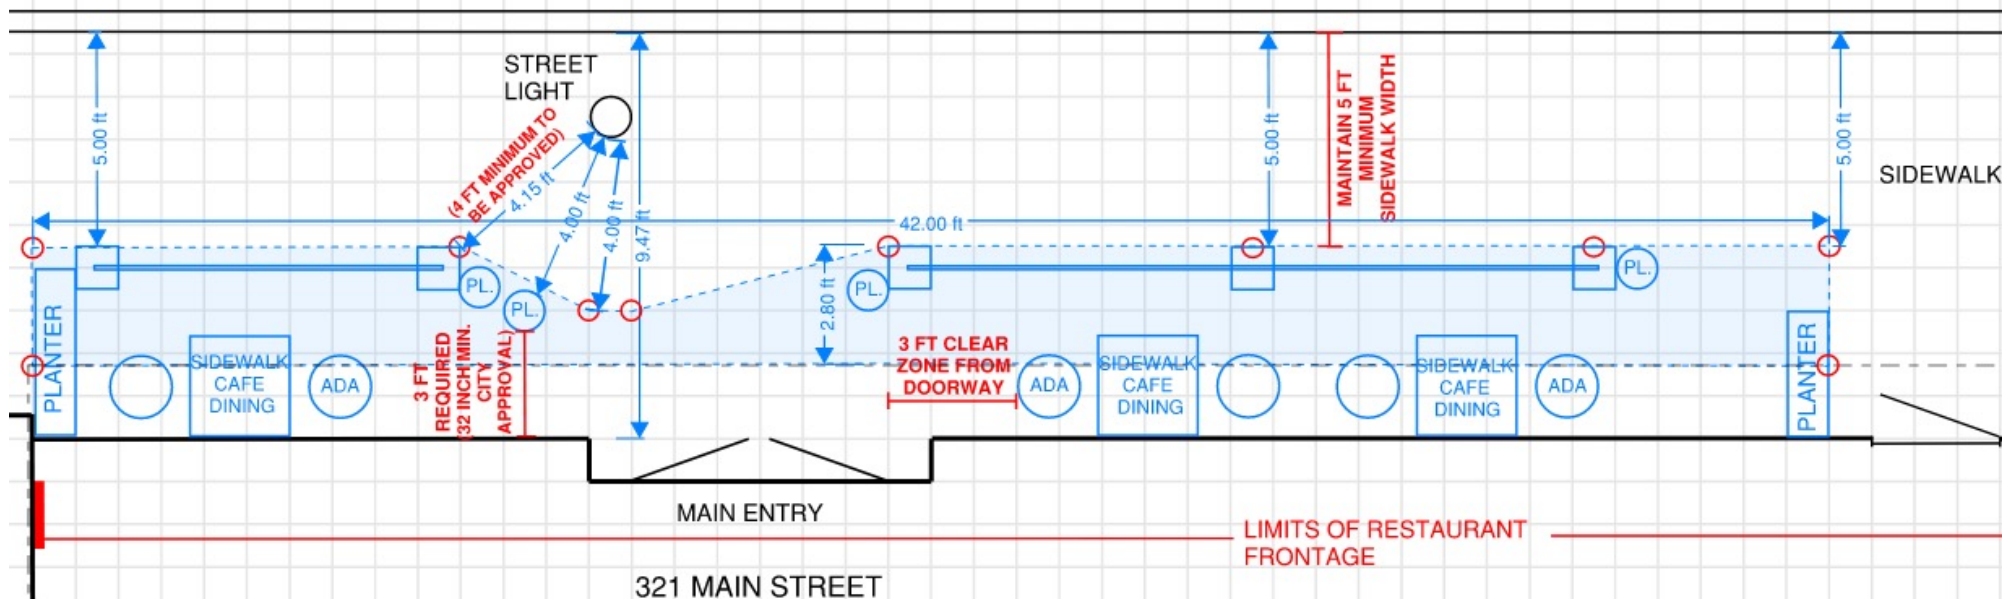 STREET
LIGHT
(4 FT MINIMUM TO
BE APPROVED)
5.00 ft
4.15 ft
4.00 ft
4.00 ft
9.47 ft
42.00 ft
5.00 ft
MAINTAIN 5 FT
MINIMUM
SIDEWALK WIDTH
5.00 ft
SIDEWALK
PL.
PL.
PL.
PL.
2.80 ft
PLANTER
SIDEWALK
CAFE
DINING
ADA
3 FT
REQUIRED
(32 INCH MIN.
CITY
APPROVAL)
3 FT CLEAR
ZONE FROM
DOORWAY
ADA
SIDEWALK
CAFE
DINING
SIDEWALK
CAFE
DINING
ADA
PLANTER
MAIN ENTRY
LIMITS OF RESTAURANT
FRONTAGE
321 MAIN STREET